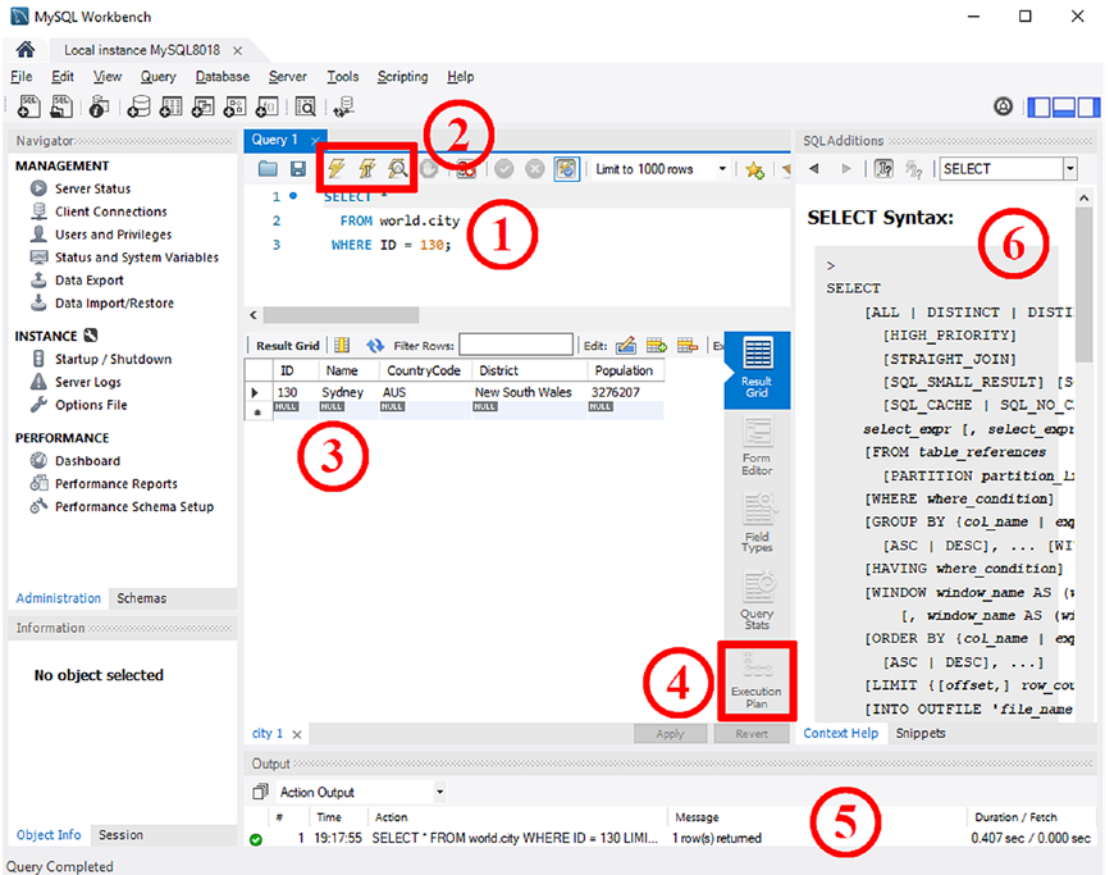 MySQL Workbench
Local instance MySQL8018
File Edit View Query Database Server Tools Scripting Help
Navigator
MANAGEMENT
Server Status
Client Connections
Users and Privileges
Status and System Variables
Data Export
Data Import/Restore
INSTANCE
Startup / Shutdown
Server Logs
Options File
PERFORMANCE
Dashboard
Performance Reports
Performance Schema Setup
Administration Schemas
Information
No object selected
Object Info Session
Query 1
2
Limit to 1000 rows
1 SELECT *
2 FROM world.city
3 WHERE ID = 130;
1
Result Grid Filter Rows: Edit:
ID Name CountryCode District Population
130 Sydney AUS New South Wales 3276207
NULL NULL NULL NULL NULL
3
Result
Grid
Form
Editor
Field
Types
Query
Stats
4
Execution
Plan
city 1
Apply Revert
SQLAdditions
SELECT
SELECT Syntax:
6
>
SELECT
[ALL | DISTINCT |
[HIGH_PRIORITY]
[STRAIGHT_JOIN]
[SQL_SMALL_RESULT]
[SQL_CACHE |
select_expr [,
[FROM table_references
[PARTITION
[WHERE where_condition]
[GROUP BY {col_name |
[ASC | DESC], ...
[HAVING where_condition]
[WINDOW window_name AS
[, window_name AS
[ORDER BY {col_name |
[ASC | DESC], ...]
[LIMIT {[offset,]
[INTO OUTFILE 'file_name
Context Help Snippets
Output
Action Output
# Time Action Message Duration / Fetch
1 19:17:55 SELECT * FROM world.city WHERE ID = 130 LIMI... 1 row(s) returned 0.407 sec / 0.000 sec
5
Query Completed